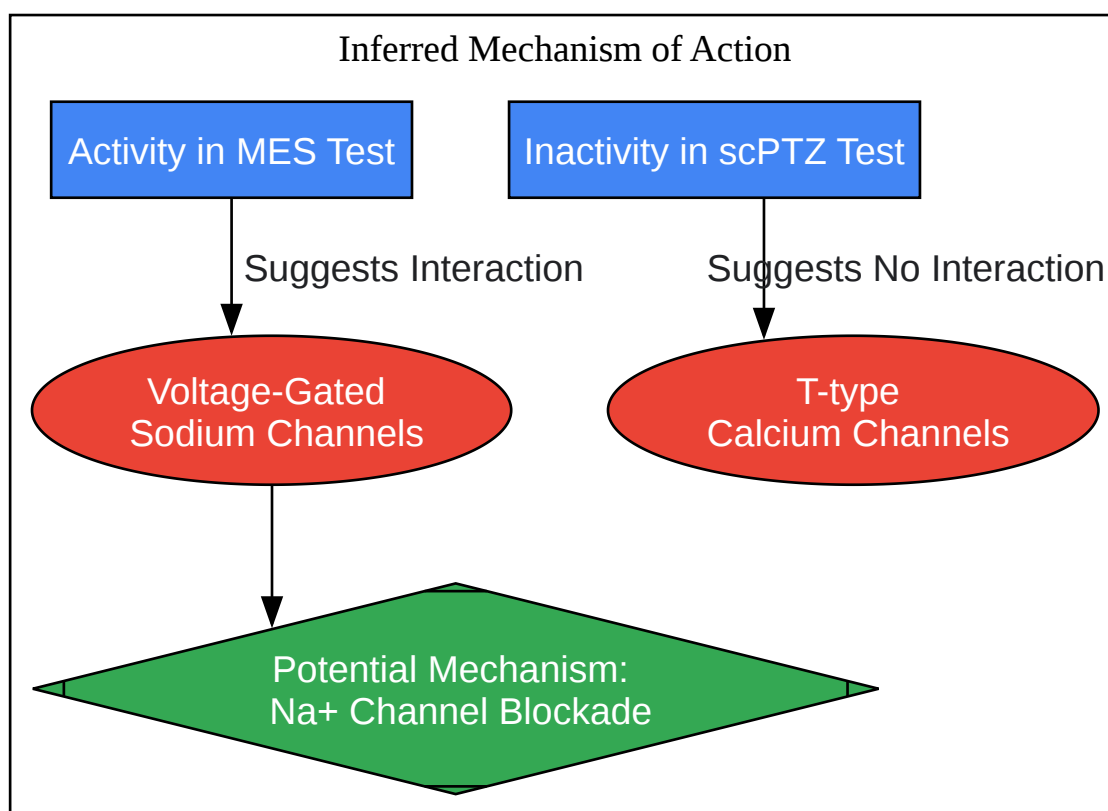 Inferred Mechanism of Action
Activity in MES Test
Inactivity in scPTZ Test
Suggests Interaction
Suggests No Interaction
Voltage-Gated
Sodium Channels
T-type
Calcium Channels
Potential Mechanism:
Na+ Channel Blockade